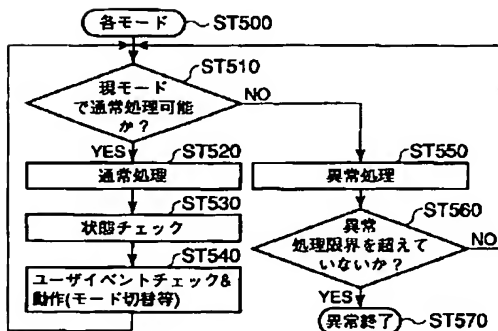 各モード ST500
ST510
現モード
で通常処理可能
か？
NO
YES
ST520
通常処理
ST550
異常処理
ST530
状態チェック
ST560
異常
処理限界を超えて
いないか？
NO
ST540
ユーザイベントチェック&
動作(モード切替等)
YES
異常終了 ST570